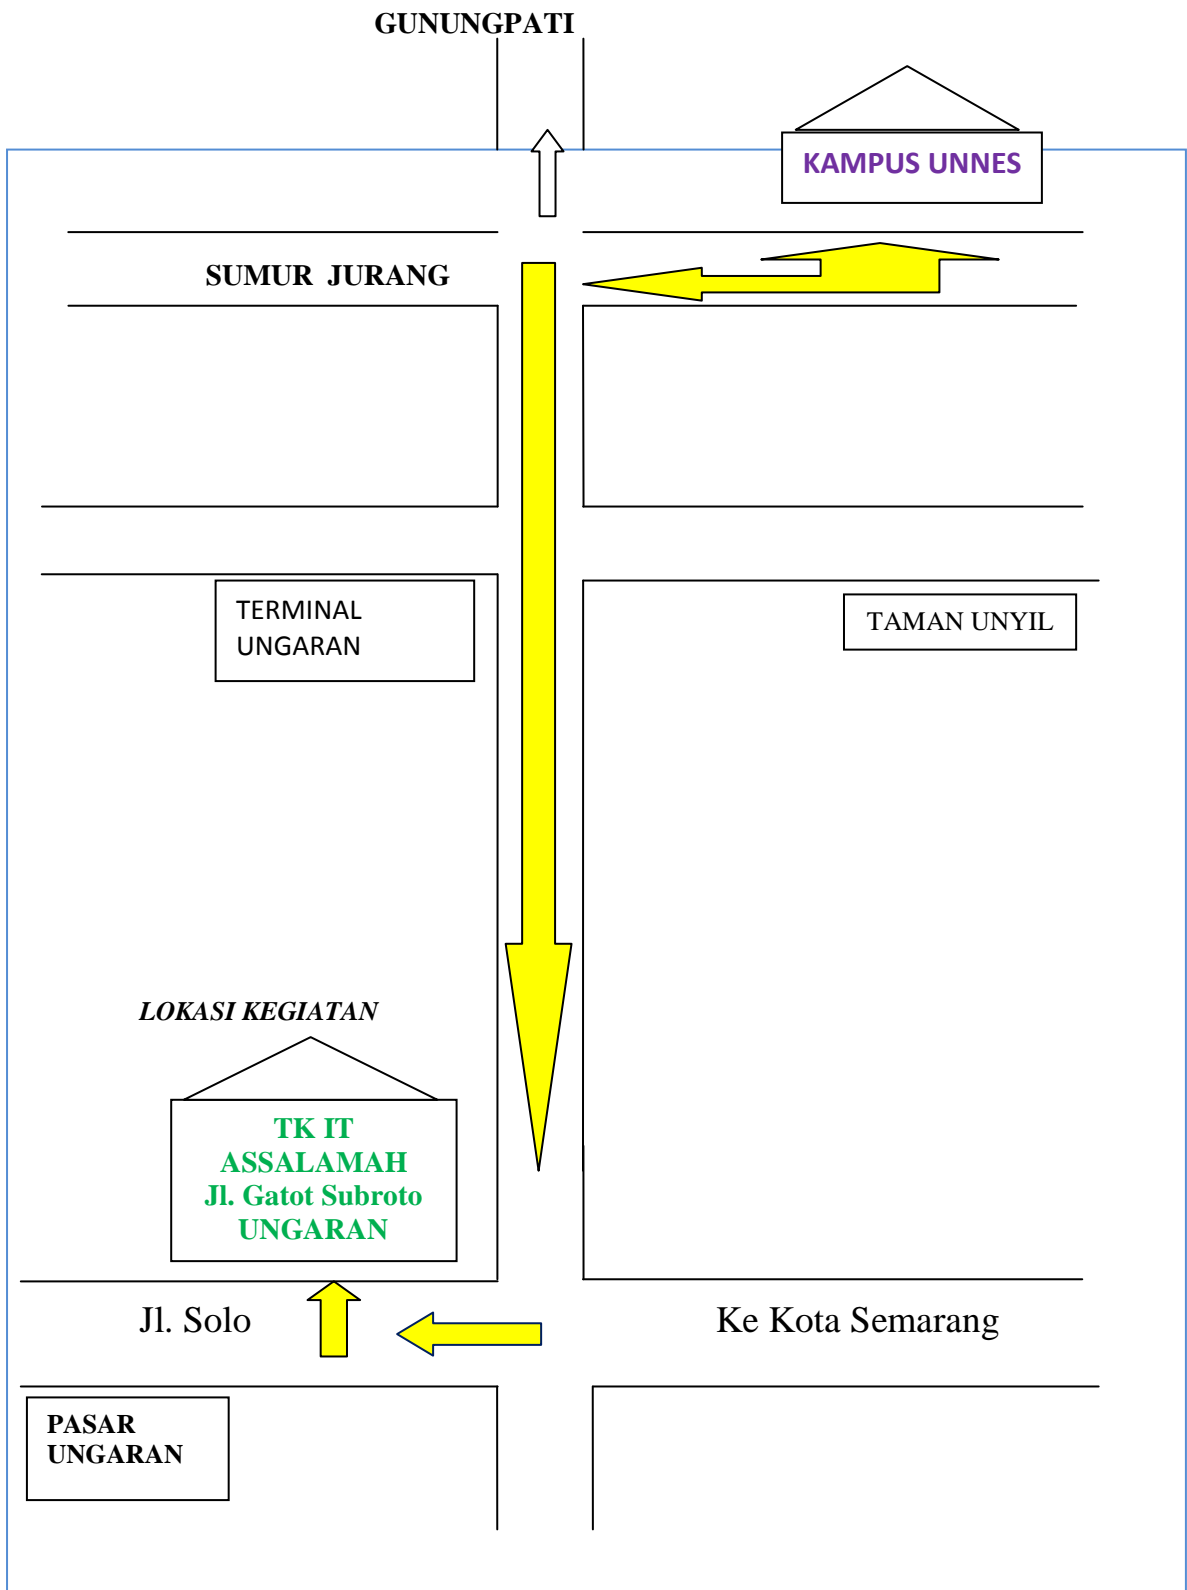 GUNUNGPATI
KAMPUS UNNES
SUMUR JURANG
TERMINAL
UNGARAN
TAMAN UNYIL
LOKASI KEGIATAN
TK IT
ASSALAMAH
Jl. Gatot Subroto
UNGARAN
Jl. Solo
Ke Kota Semarang
PASAR
UNGARAN